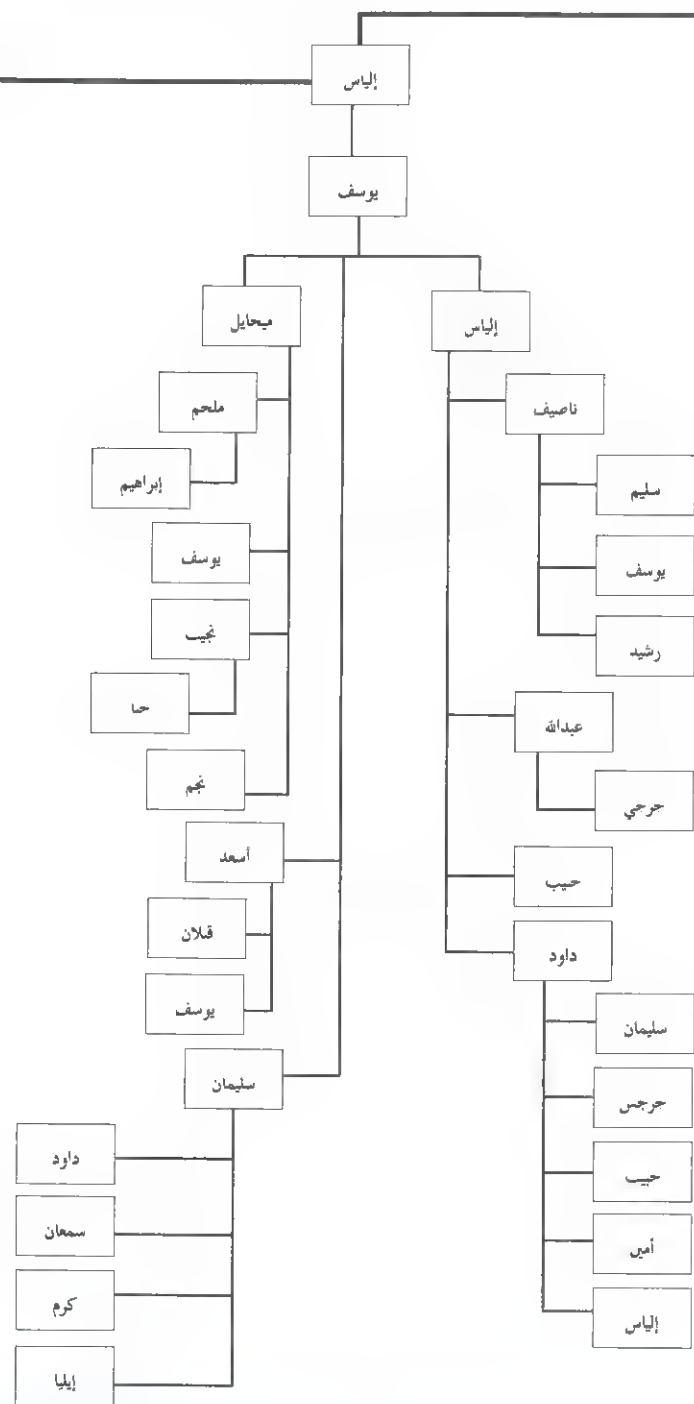 إلياس
يوسف
إلياس
ناصيف
سليم
يوسف
رشيد
عبدالله
جرجي
حبيب
داود
سليمان
جرجس
حبيب
أمين
إلياس
ميخايل
ملحم
إبراهيم
يوسف
نجيب
حنا
نجم
أسعد
قبلان
يوسف
سليمان
داود
سمعان
كرم
إيليا